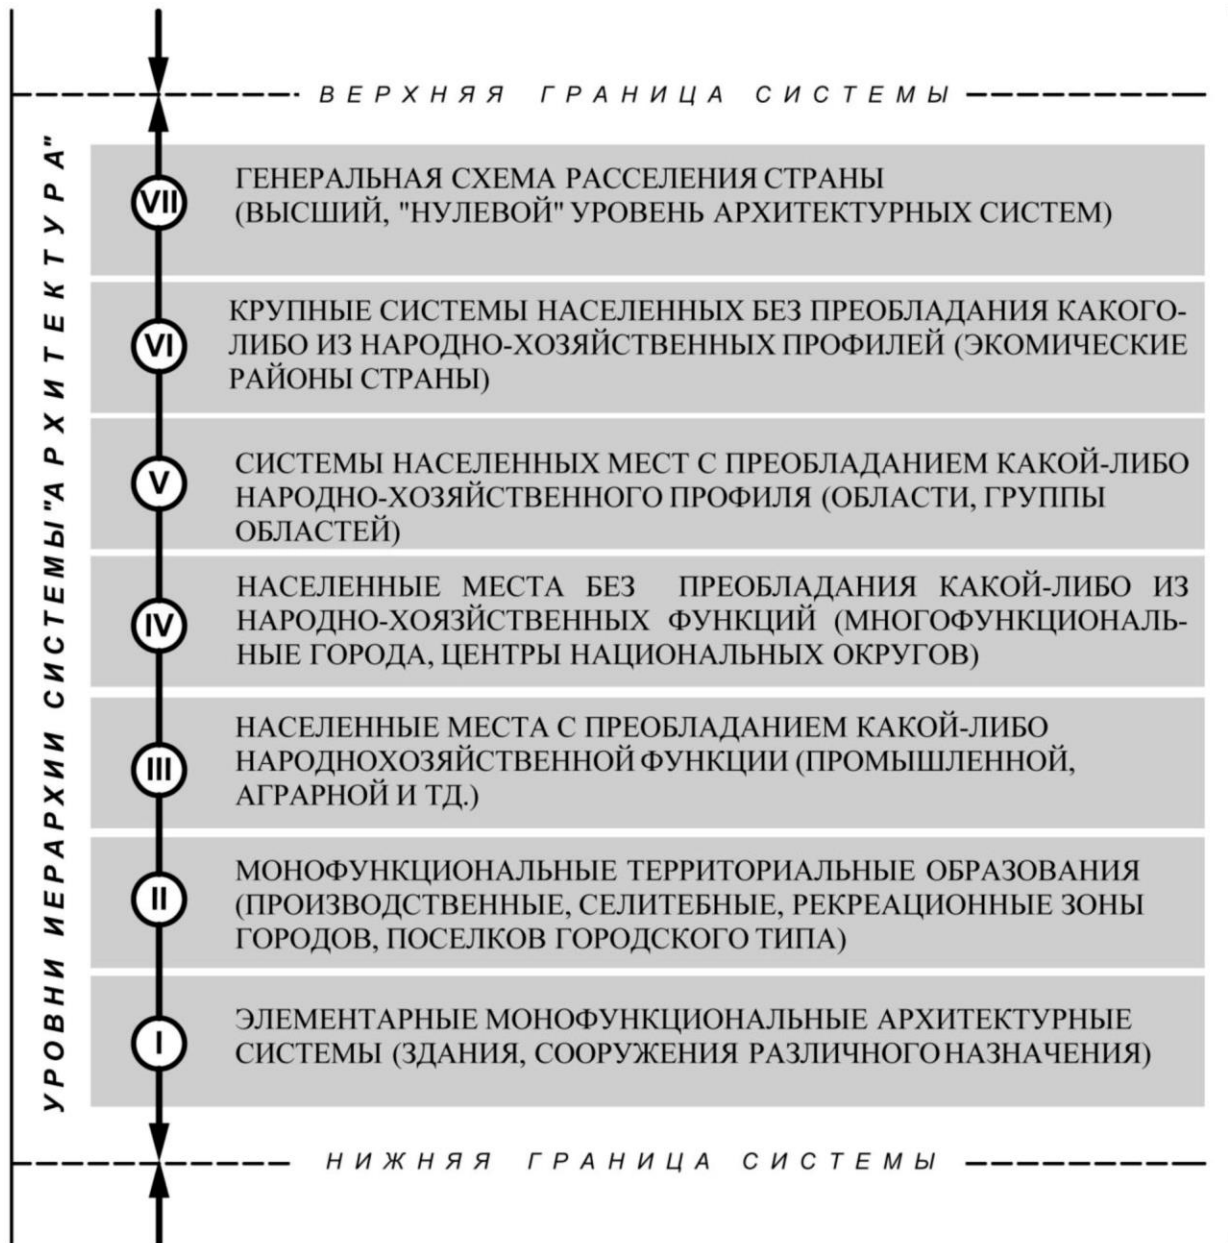 ВЕРХНЯЯ ГРАНИЦА СИСТЕМЫ
УРОВНИ ИЕРАРХИИ СИСТЕМЫ "АРХИТЕКТУРА"
VII
ГЕНЕРАЛЬНАЯ СХЕМА РАССЕЛЕНИЯ СТРАНЫ
(ВЫСШИЙ, "НУЛЕВОЙ" УРОВЕНЬ АРХИТЕКТУРНЫХ СИСТЕМ)
VI
КРУПНЫЕ СИСТЕМЫ НАСЕЛЕННЫХ БЕЗ ПРЕОБЛАДАНИЯ КАКОГО-
ЛИБО ИЗ НАРОДНО-ХОЗЯЙСТВЕННЫХ ПРОФИЛЕЙ (ЭКОМИЧЕСКИЕ
РАЙОНЫ СТРАНЫ)
V
СИСТЕМЫ НАСЕЛЕННЫХ МЕСТ С ПРЕОБЛАДАНИЕМ КАКОЙ-ЛИБО
НАРОДНО-ХОЗЯЙСТВЕННОГО ПРОФИЛЯ (ОБЛАСТИ, ГРУППЫ
ОБЛАСТЕЙ)
IV
НАСЕЛЕННЫЕ МЕСТА БЕЗ ПРЕОБЛАДАНИЯ КАКОЙ-ЛИБО ИЗ
НАРОДНО-ХОЯЗЙСТВЕННЫХ ФУНКЦИЙ (МНОГОФУНКЦИОНАЛЬ-
НЫЕ ГОРОДА, ЦЕНТРЫ НАЦИОНАЛЬНЫХ ОКРУГОВ)
III
НАСЕЛЕННЫЕ МЕСТА С ПРЕОБЛАДАНИЕМ КАКОЙ-ЛИБО
НАРОДНОХОЗЯЙСТВЕННОЙ ФУНКЦИИ (ПРОМЫШЛЕННОЙ,
АГРАРНОЙ И ТД.)
II
МОНОФУНКЦИОНАЛЬНЫЕ ТЕРРИТОРИАЛЬНЫЕ ОБРАЗОВАНИЯ
(ПРОИЗВОДСТВЕННЫЕ, СЕЛИТЕБНЫЕ, РЕКРЕАЦИОННЫЕ ЗОНЫ
ГОРОДОВ, ПОСЕЛКОВ ГОРОДСКОГО ТИПА)
I
ЭЛЕМЕНТАРНЫЕ МОНОФУНКЦИОНАЛЬНЫЕ АРХИТЕКТУРНЫЕ
СИСТЕМЫ (ЗДАНИЯ, СООРУЖЕНИЯ РАЗЛИЧНОГО НАЗНАЧЕНИЯ)
НИЖНЯЯ ГРАНИЦА СИСТЕМЫ